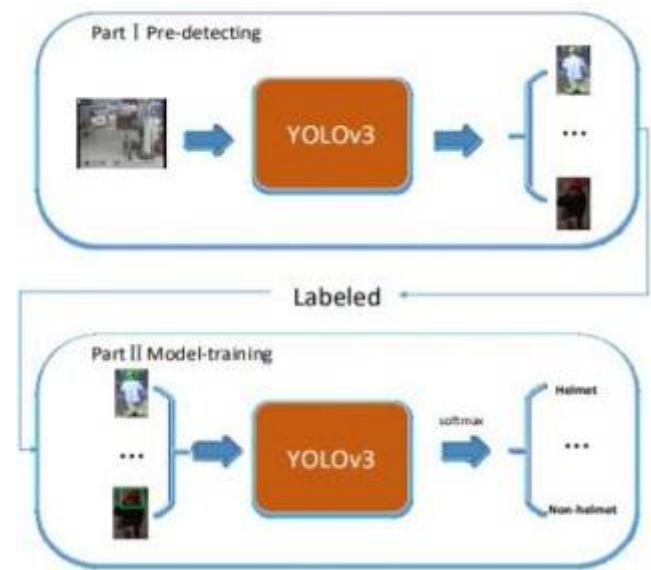 Part Ⅰ Pre-detecting
YOLOv3
...
Labeled
Part Ⅱ Model-training
...
YOLOv3
softmax
Helmet
...
Non-helmet